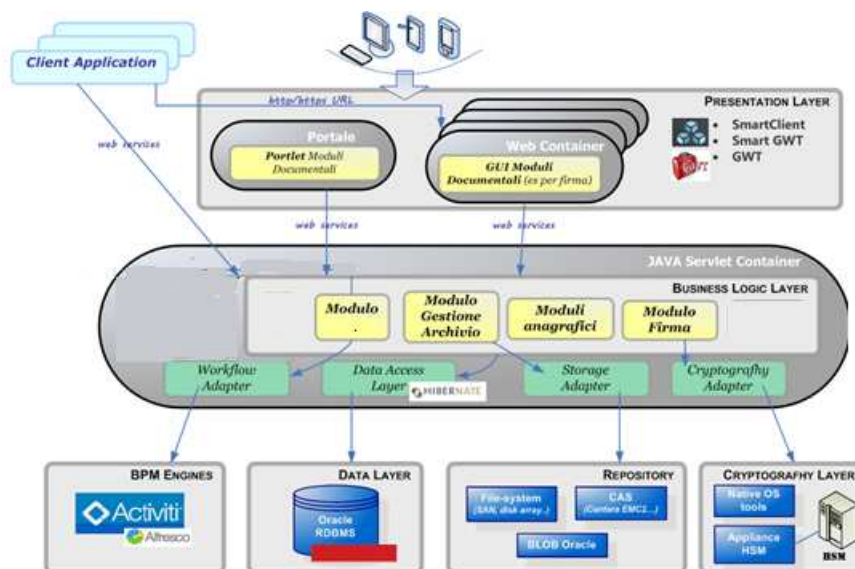 Client Application
http/https URL
web services
PRESENTATION LAYER
SmartClient
Smart GWT
GWT
Portale
Portlet Moduli
Documentali
Web Container
GUI Moduli
Documentali (es per firma)
web services
web services
JAVA Servlet Container
BUSINESS LOGIC LAYER
Modulo
.
Modulo
Gestione
Archivio
Moduli
anagrafici
Modulo
Firma
Workflow
Adapter
Data Access
Layer
HIBERNATE
Storage
Adapter
Cryptografhy
Adapter
BPM ENGINES
Activiti
Alfresco
DATA LAYER
Oracle
RDBMS
REPOSITORY
File-system
(SAN, disk array..)
CAS
(Centera EMC2...)
BLOB Oracle
CRYPTOGRAFHY LAYER
Native OS
tools
Appliance
HSM
HSM